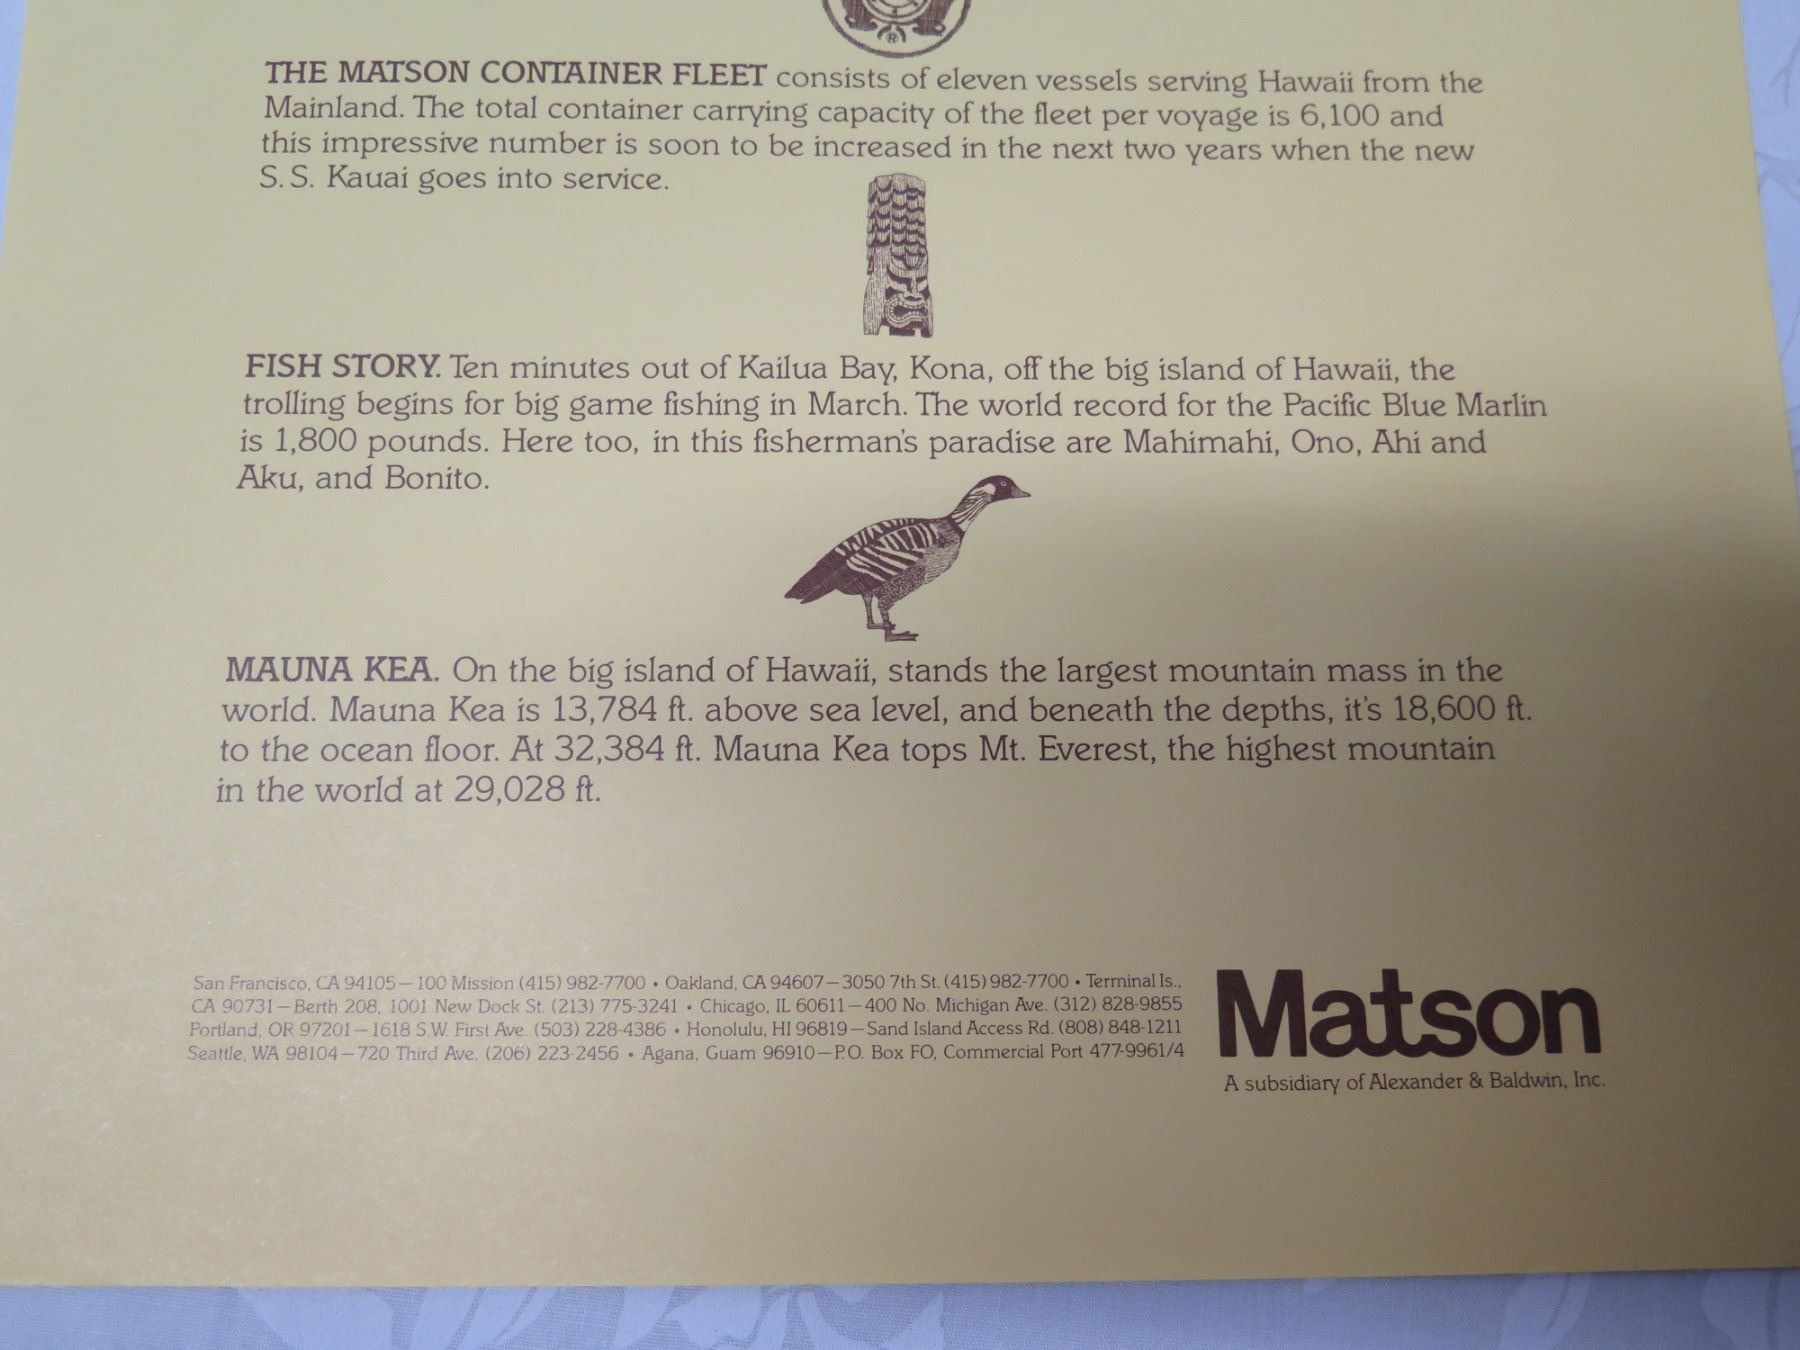 ®
THE MATSON CONTAINER FLEET consists of eleven vessels serving Hawaii from the
Mainland. The total container carrying capacity of the fleet per voyage is 6,100 and
this impressive number is soon to be increased in the next two years when the new
S.S. Kauai goes into service.
FISH STORY. Ten minutes out of Kailua Bay, Kona, off the big island of Hawaii, the
trolling begins for big game fishing in March. The world record for the Pacific Blue Marlin
is 1,800 pounds. Here too, in this fisherman's paradise are Mahimahi, Ono, Ahi and
Aku, and Bonito.
MAUNA KEA. On the big island of Hawaii, stands the largest mountain mass in the
world. Mauna Kea is 13,784 ft. above sea level, and beneath the depths, it's 18,600 ft.
to the ocean floor. At 32,384 ft. Mauna Kea tops Mt. Everest, the highest mountain
in the world at 29,028 ft.
San Francisco, CA 94105—100 Mission (415) 982-7700 • Oakland, CA 94607—3050 7th St. (415) 982-7700 • Terminal Is.,
CA 90731—Berth 208, 1001 New Dock St. (213) 775-3241 • Chicago, IL 60611—400 No. Michigan Ave. (312) 828-9855
Portland, OR 97201—1618 S.W. First Ave. (503) 228-4386 • Honolulu, HI 96819—Sand Island Access Rd. (808) 848-1211
Seattle, WA 98104—720 Third Ave. (206) 223-2456 • Agana, Guam 96910—P.O. Box FO, Commercial Port 477-9961/4
Matson
A subsidiary of Alexander & Baldwin, Inc.